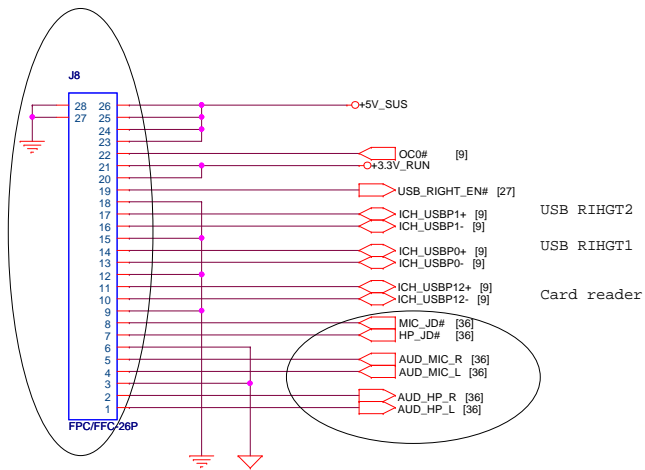 J8
28 26 +5V_SUS
27 25
24
23
22 OC0# [9]
21 +3.3V_RUN
20
19 USB_RIGHT_EN# [27]
18
17 ICH_USBP1+ [9] USB RIHGT2
16 ICH_USBP1- [9]
15
14 ICH_USBP0+ [9] USB RIHGT1
13 ICH_USBP0- [9]
12
11 ICH_USBP12+ [9]
10 ICH_USBP12- [9] Card reader
9
8 MIC_JD# [36]
7 HP_JD# [36]
6
5 AUD_MIC_R [36]
4 AUD_MIC_L [36]
3
2 AUD_HP_R [36]
1 AUD_HP_L [36]
FPC/FFC-26P